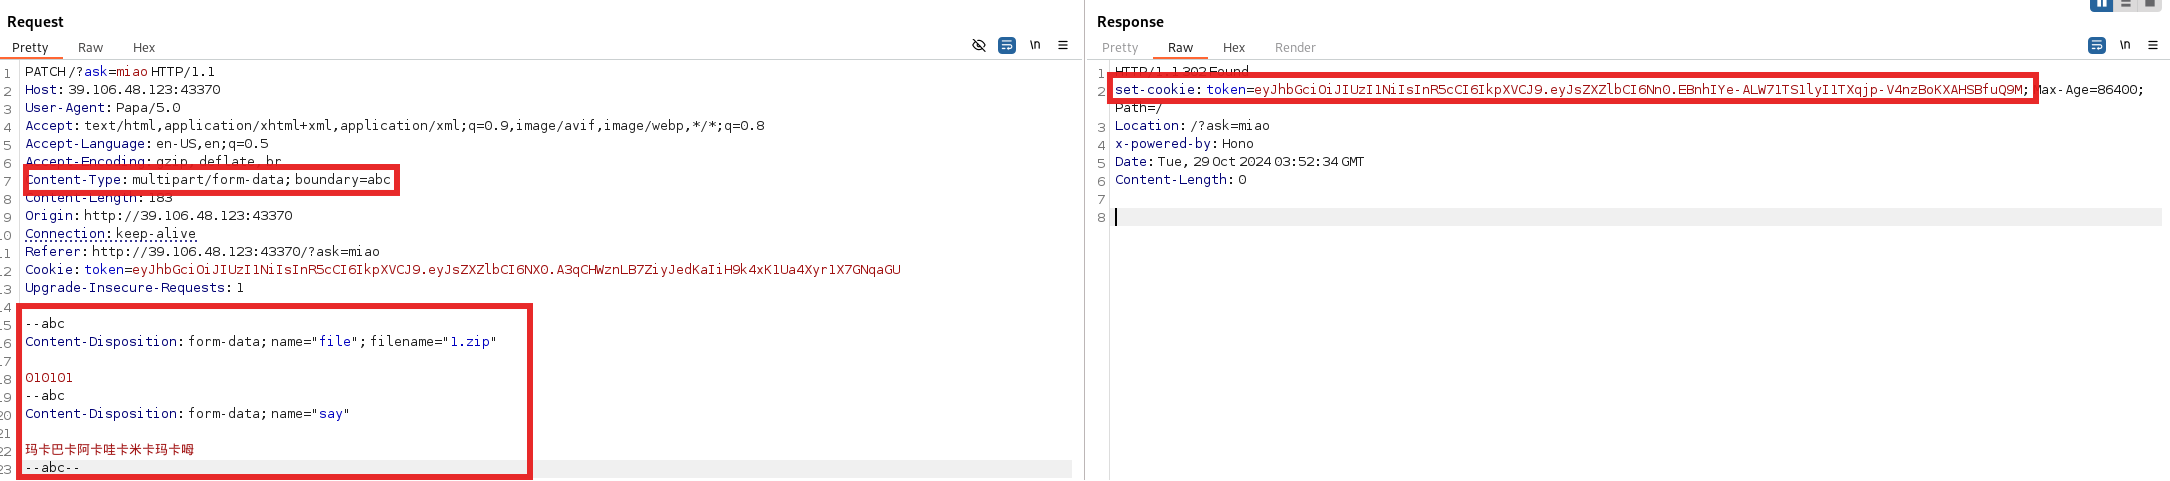 Request
Pretty Raw Hex \n
1 PATCH /?ask=miao HTTP/1.1
2 Host: 39.106.48.123:43370
3 User-Agent: Papa/5.0
4 Accept: text/html,application/xhtml+xml,application/xml;q=0.9,image/avif,image/webp,*/*;q=0.8
5 Accept-Language: en-US,en;q=0.5
6 Accept-Encoding: gzip, deflate, br
7 Content-Type: multipart/form-data; boundary=abc
8 Content-Length: 183
9 Origin: http://39.106.48.123:43370
10 Connection: keep-alive
11 Referer: http://39.106.48.123:43370/?ask=miao
12 Cookie: token=eyJhbGciOiJIUzI1NiIsInR5cCI6IkpXVCJ9.eyJsZXZlbCI6NX0.A3qCHWznLB7ZiyJedKaIiH9k4xK1Ua4Xyr1X7GNqaGU
13 Upgrade-Insecure-Requests: 1
14
15 --abc
16 Content-Disposition: form-data; name="file"; filename="1.zip"
17
18 010101
19 --abc
20 Content-Disposition: form-data; name="say"
21
22 玛卡巴卡阿卡哇卡米卡玛卡呣
23 --abc--
Response
Pretty Raw Hex Render \n
1 HTTP/1.1 302 Found
2 set-cookie: token=eyJhbGciOiJIUzI1NiIsInR5cCI6IkpXVCJ9.eyJsZXZlbCI6Nn0.EBnhIYe-ALW71TS1lyI1TXqjp-V4nzBoKXAHSBfuQ9M; Max-Age=86400;
Path=/
3 Location: /?ask=miao
4 x-powered-by: Hono
5 Date: Tue, 29 Oct 2024 03:52:34 GMT
6 Content-Length: 0
7
8